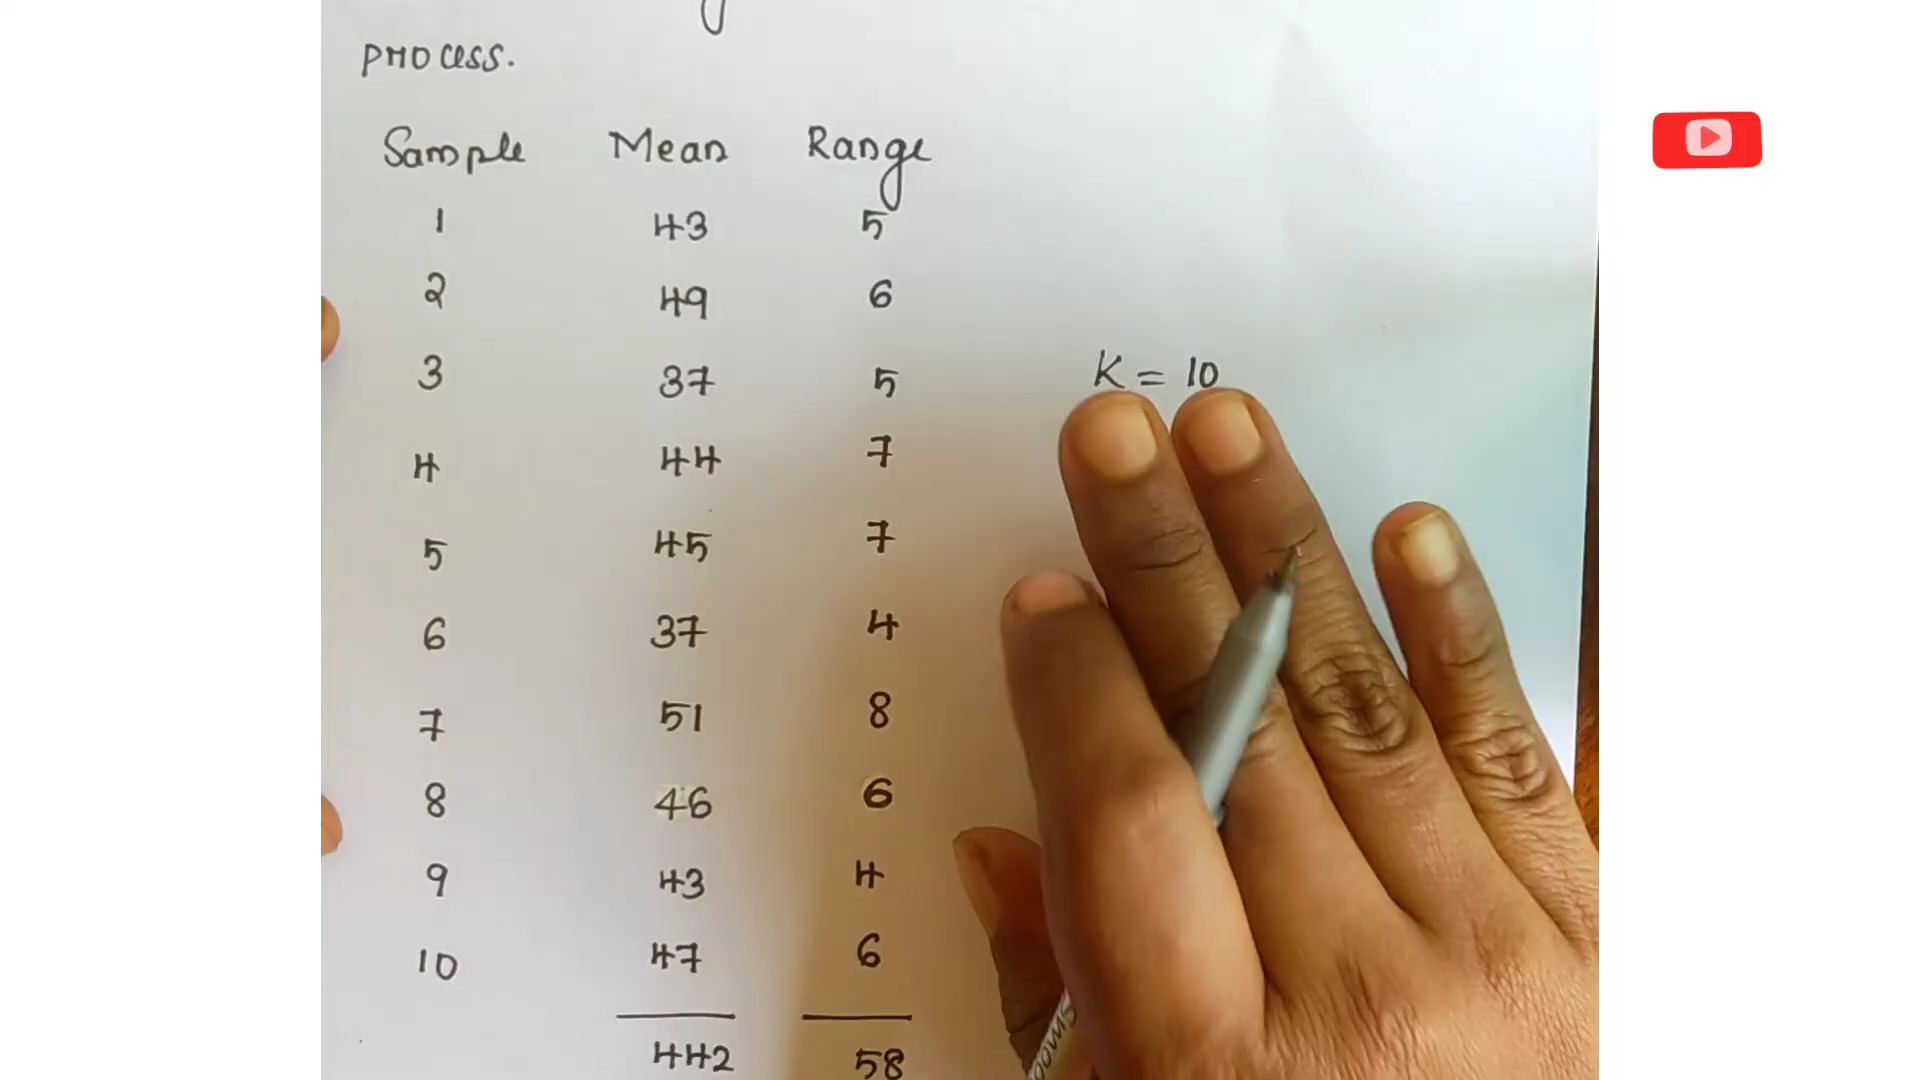 process.
Sample Mean Range
1 43 5
2 49 6
3 37 5
K = 10
4 44 7
5 45 7
6 37 4
7 51 8
8 46 6
9 43 4
10 47 6
442 58